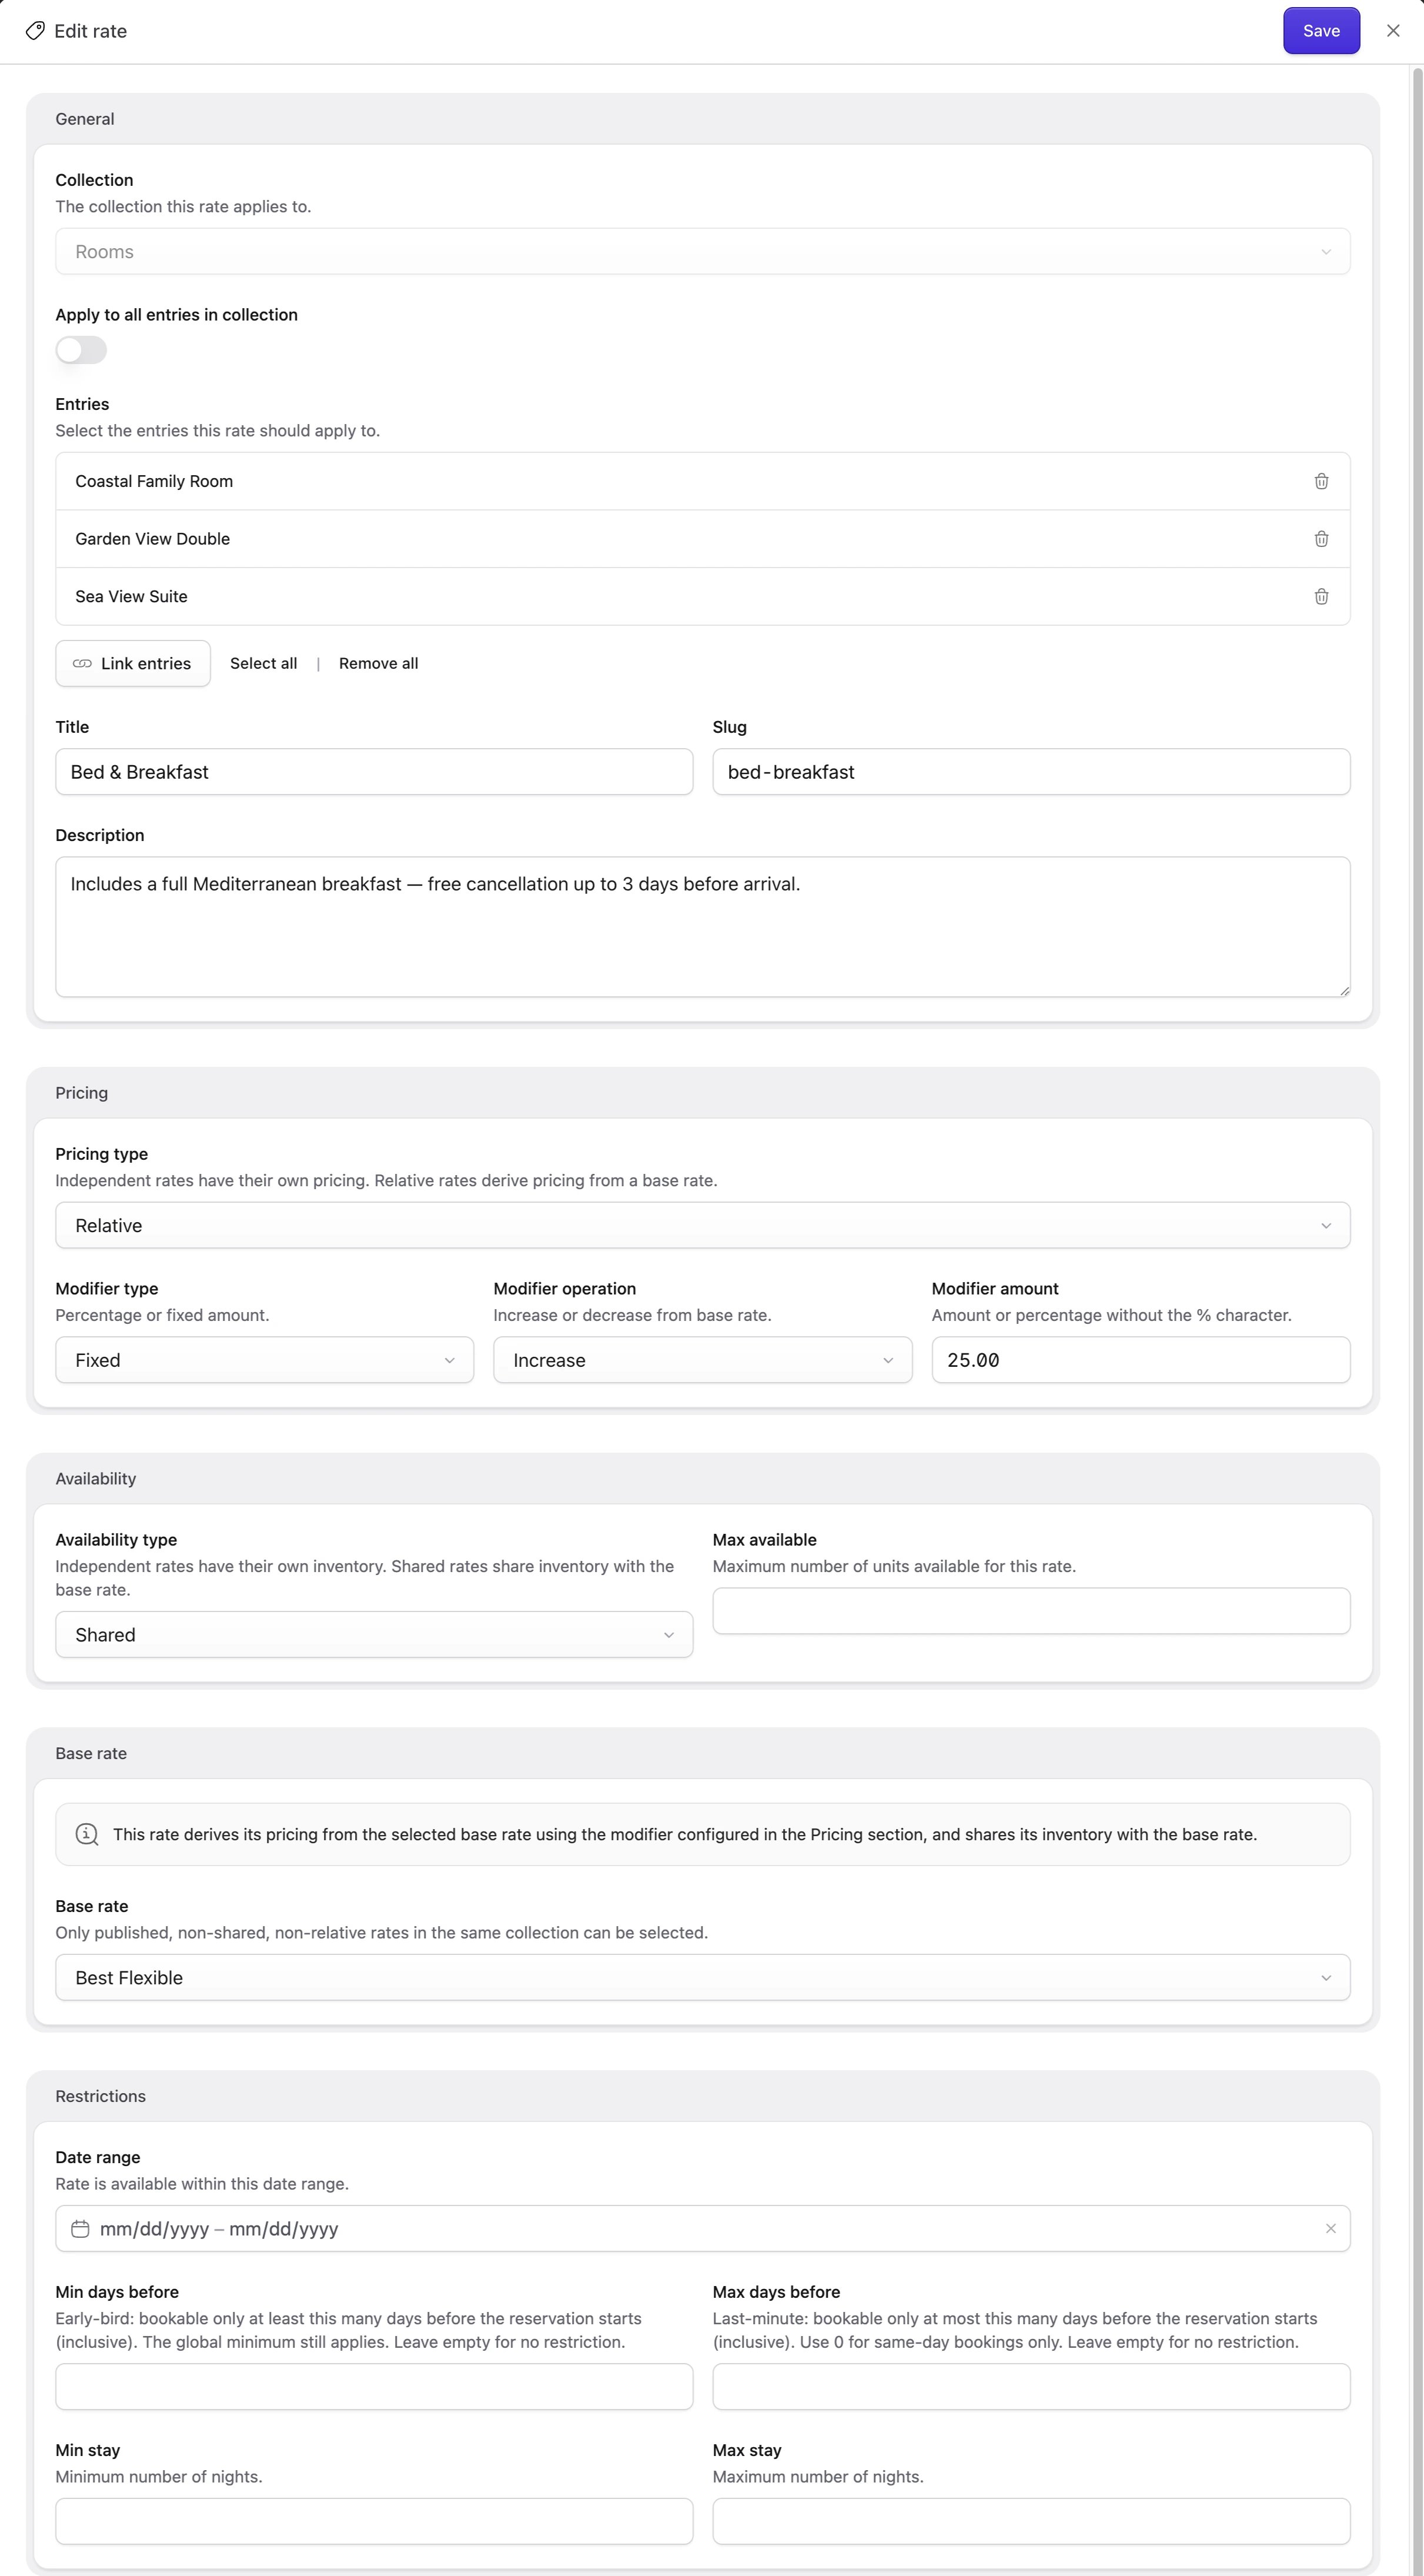 Edit rate
Save
General
Collection
The collection this rate applies to.
Rooms
Apply to all entries in collection
Entries
Select the entries this rate should apply to.
Coastal Family Room
Garden View Double
Sea View Suite
Link entries Select all | Remove all
Title Slug
Bed & Breakfast bed-breakfast
Description
Includes a full Mediterranean breakfast — free cancellation up to 3 days before arrival.
Pricing
Pricing type
Independent rates have their own pricing. Relative rates derive pricing from a base rate.
Relative
Modifier type Modifier operation Modifier amount
Percentage or fixed amount. Increase or decrease from base rate. Amount or percentage without the % character.
Fixed Increase 25.00
Availability
Availability type
Independent rates have their own inventory. Shared rates share inventory with the
base rate.
Shared
Max available
Maximum number of units available for this rate.
Base rate
This rate derives its pricing from the selected base rate using the modifier configured in the Pricing section, and shares its inventory with the base rate.
Base rate
Only published, non-shared, non-relative rates in the same collection can be selected.
Best Flexible
Restrictions
Date range
Rate is available within this date range.
mm/dd/yyyy – mm/dd/yyyy
Min days before
Early-bird: bookable only at least this many days before the reservation starts
(inclusive). The global minimum still applies. Leave empty for no restriction.
Max days before
Last-minute: bookable only at most this many days before the reservation starts
(inclusive). Use 0 for same-day bookings only. Leave empty for no restriction.
Min stay
Minimum number of nights.
Max stay
Maximum number of nights.